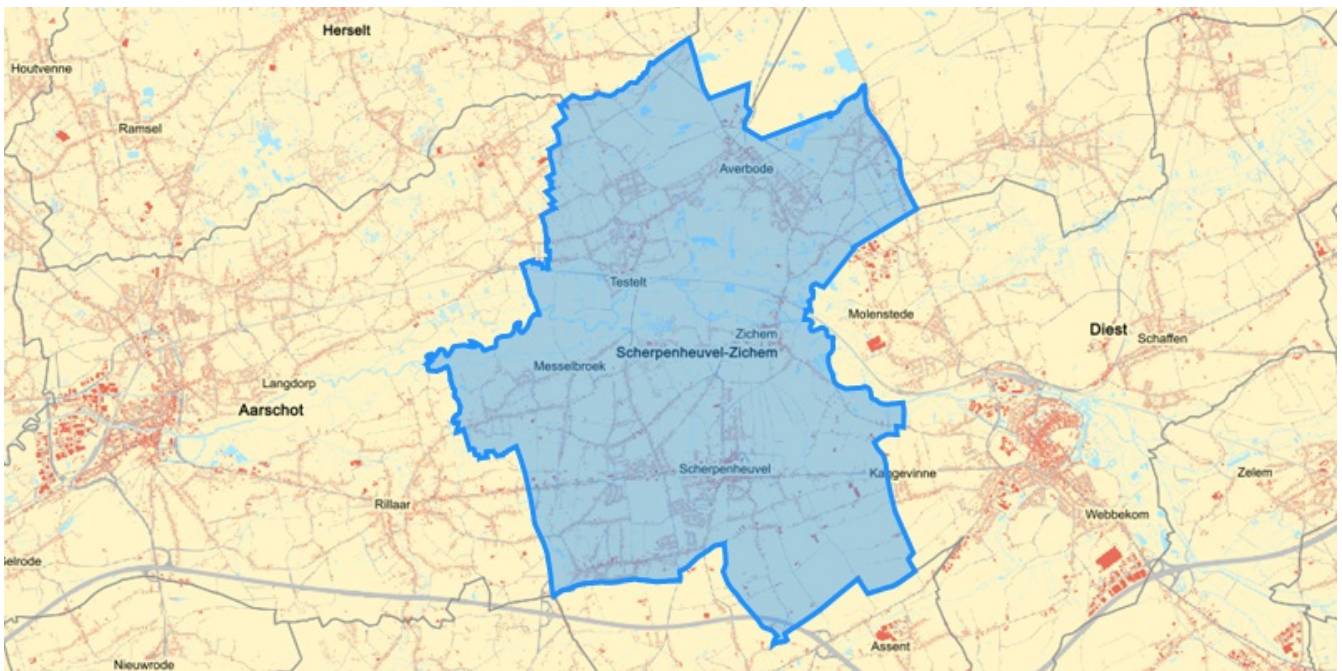 Herselt
Houtvenne
Ramsel
Averbode
Testelt
Molenstede
Zichem
Diest
Schaffen
Scherpenheuvel-Zichem
Messelbroek
Langdorp
Aarschot
Scherpenheuvel
Kaggevinne
Zelem
Rillaar
Webbekom
elrode
Assent
Nieuwrode